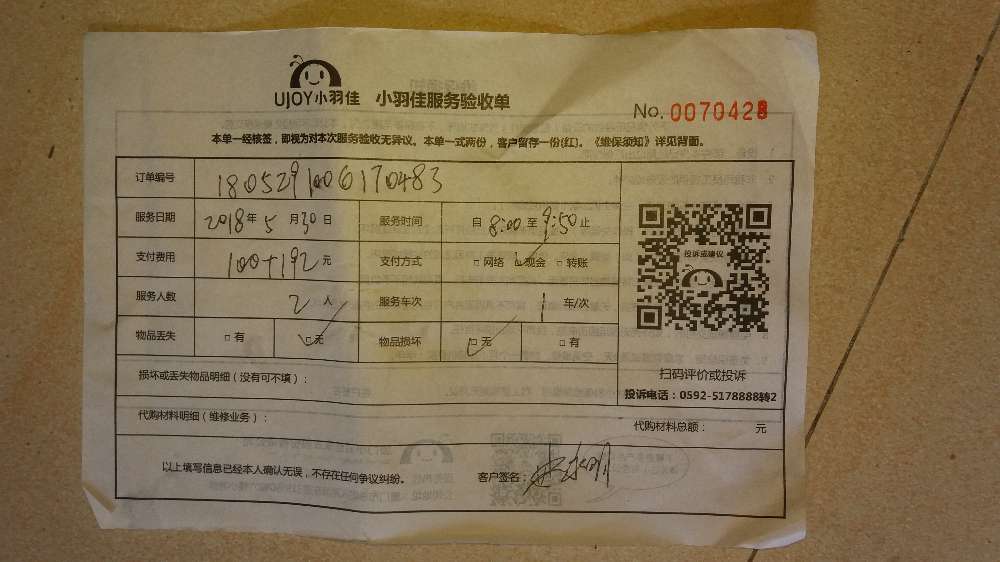 UJOY小羽佳 小羽佳服务验收单
No. 0070428
本单一经核签，即视为对本次服务验收无异议。本单一式两份，客户留存一份(红)。《维保须知》详见背面。
订单编号 1805291006170483
服务日期 2018年5月30日 服务时间 自8:00至9:50止
支付费用 100+192元 支付方式 □网络 □现金 □转账
投诉或建议
服务人数 2人 服务车次 1车/次
物品丢失 □有 □无 物品损坏 □无 □有
扫码评价或投诉
损坏或丢失物品明细（没有可不填）：
投诉电话：0592-5178888转2
代购材料明细（维修业务）： 代购材料总额： 元
以上填写信息已经本人确认无误，不存在任何争议纠纷。 客户签名：